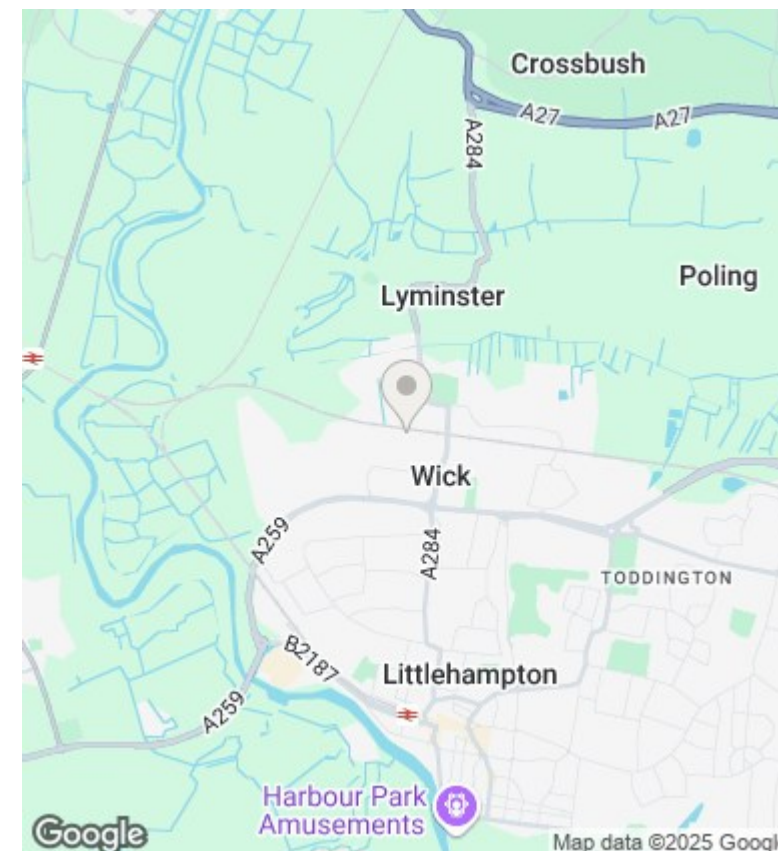 Crossbush
A27
A27
A284
Poling
Lyminster
Wick
A259
A284
TODDINGTON
B2187
Littlehampton
A259
Harbour Park
Amusements
Google
Map data ©2025 Googl